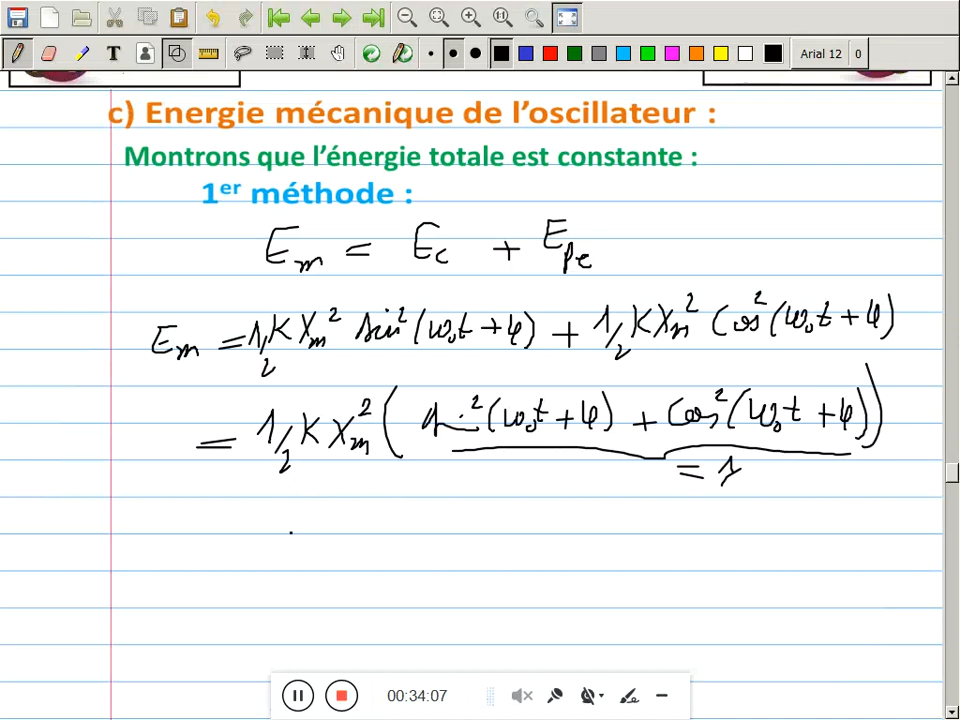 Arial 12 0
c) Energie mécanique de l’oscillateur :
Montrons que l’énergie totale est constante :
1er méthode :
Em = Ec + Epe
Em = 1/2 K Xm² sin²(ω₀t + φ) + 1/2 K Xm² Cos²(ω₀t + φ)
= 1/2 K Xm² ( sin²(ω₀t + φ) + Cos²(ω₀t + φ))
= 1
00:34:07